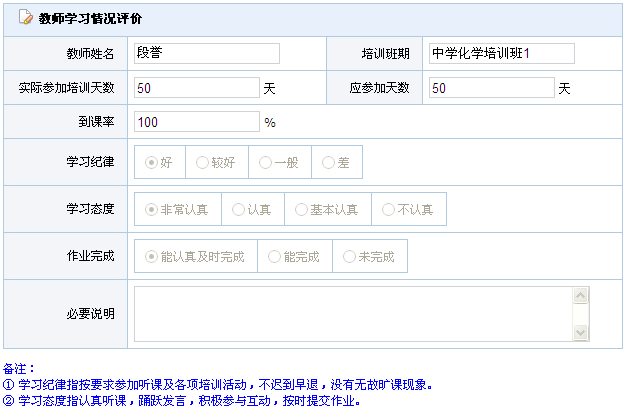 教师学习情况评价
教师姓名 段誉 培训班期 中学化学培训班1
实际参加培训天数 50 天 应参加天数 50 天
到课率 100 %
学习纪律 好 较好 一般 差
学习态度 非常认真 认真 基本认真 不认真
作业完成 能认真及时完成 能完成 未完成
必要说明
备注：
① 学习纪律指按要求参加听课及各项培训活动，不迟到早退，没有无故旷课现象。
② 学习态度指认真听课，踊跃发言，积极参与互动，按时提交作业。